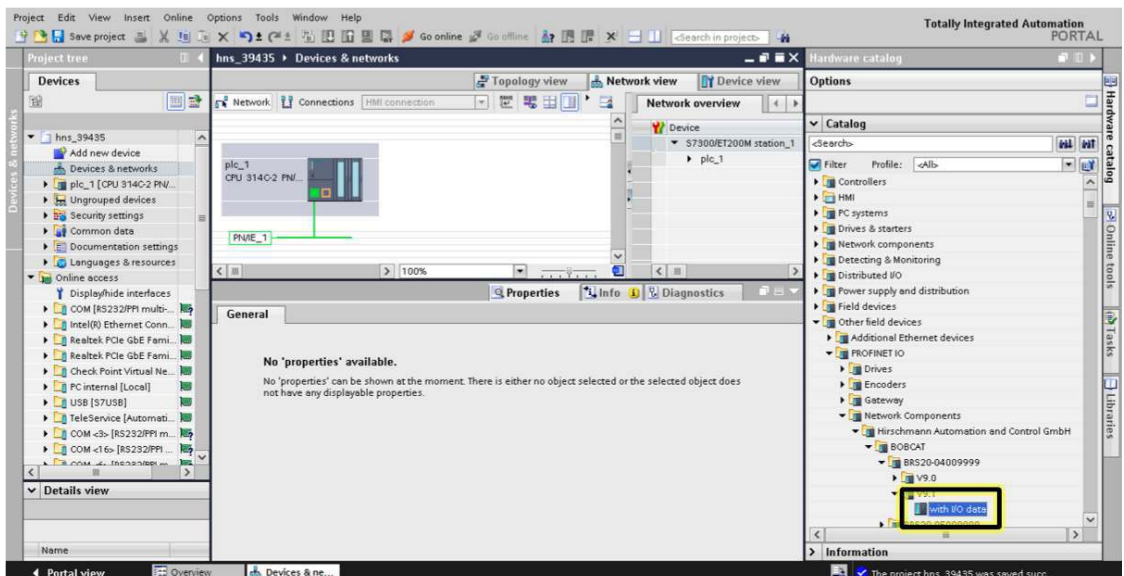 Project Edit View Insert Online Options Tools Window Help
Totally Integrated Automation
PORTAL
Save project
Go online
Go offline
<Search in project>
Project tree
Devices
Devices & networks
hns_39435
Add new device
Devices & networks
plc_1 [CPU 314C-2 PN/...
Ungrouped devices
Security settings
Common data
Documentation settings
Languages & resources
Online access
Display/hide interfaces
COM [RS232/PPI multi-...
Intel(R) Ethernet Conn...
Realtek PCIe GbE Fami...
Realtek PCIe GbE Fami...
Check Point Virtual Ne...
PC internal [Local]
USB [S7USB]
TeleService [Automati...
COM <3> [RS232/PPI m...
COM <16> [RS232/PPI ...
Details view
Name
hns_39435 Devices & networks
Topology view
Network view
Device view
Network
Connections
HMI connection
plc_1
CPU 314C-2 PN/...
PN/IE_1
100%
Network overview
Device
S7300/ET200M station_1
plc_1
Properties
Info
Diagnostics
General
No 'properties' available.
No 'properties' can be shown at the moment. There is either no object selected or the selected object does
not have any displayable properties.
Hardware catalog
Options
Catalog
<Search>
Filter
Profile:
<All>
Controllers
HMI
PC systems
Drives & starters
Network components
Detecting & Monitoring
Distributed I/O
Power supply and distribution
Field devices
Other field devices
Additional Ethernet devices
PROFINET IO
Drives
Encoders
Gateway
Network Components
Hirschmann Automation and Control GmbH
BOBCAT
BRS20-04009999
V9.0
V9.1
with I/O data
Information
Hardware catalog
Online tools
Tasks
Libraries
Portal view
Overview
Devices & ne...
The project hns_39435 was saved succ...